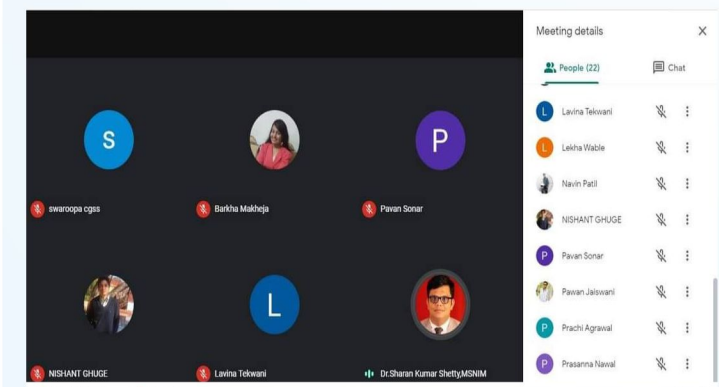 S
P
swaroopa cgss
Barkha Makheja
Pavan Sonar
L
NISHANT GHUGE
Lavina Tekwani
Dr.Sharan Kumar Shetty,MSNIM
Meeting details
People (22)
Chat
L Lavina Tekwani
L Lekha Wable
Navin Patil
NISHANT GHUGE
P Pavan Sonar
Pawan Jaiswani
P Prachi Agrawal
P Prasanna Nawal